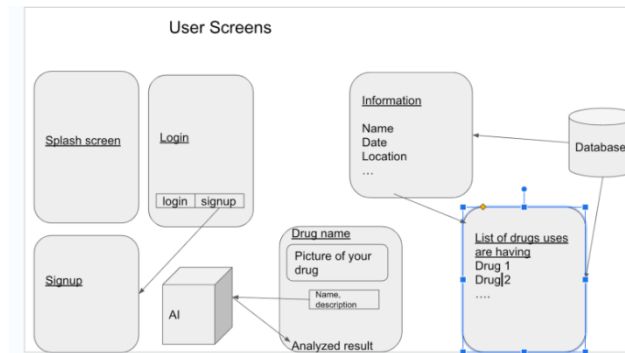 User Screens
Splash screen
Login
login
signup
Signup
AI
Drug name
Picture of your
drug
Name,
description
Analyzed result
Information
Name
Date
Location
...
Database
List of drugs uses
are having
Drug 1
Drug 2
....